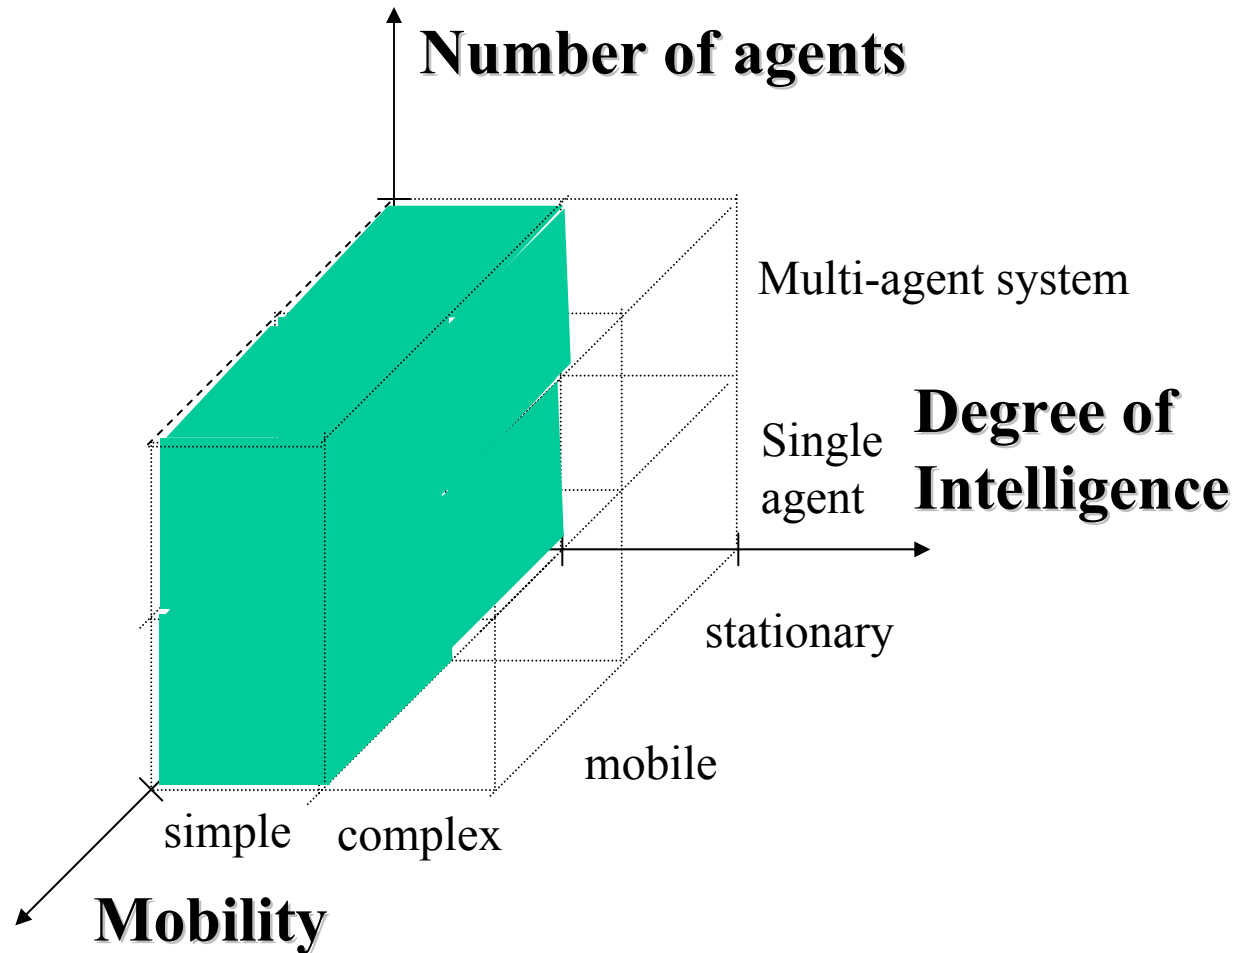 Number of agents
Multi-agent system
Degree of
Intelligence
Single
agent
stationary
mobile
simple
complex
Mobility